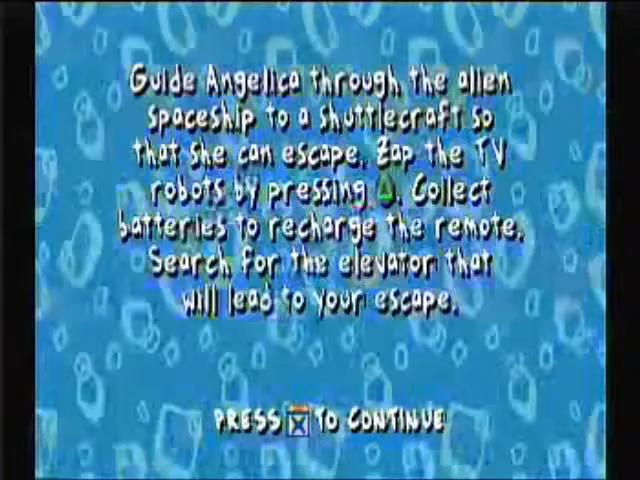 Guide Angelica through the alien
spaceship to a shuttlecraft so
that she can escape. Zap the TV
robots by pressing △. Collect
batteries to recharge the remote.
Search for the elevator that
will lead to your escape.
PRESS X TO CONTINUE